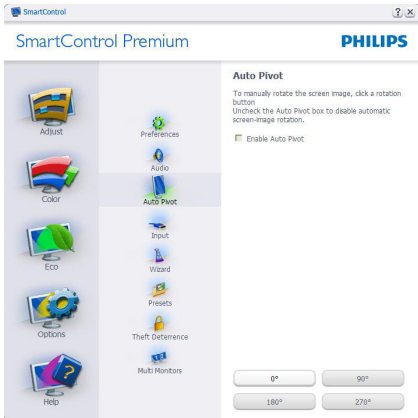 SmartControl
? ×
SmartControl Premium
PHILIPS
Adjust
Color
Eco
Options
Help
Preferences
Audio
Auto Pivot
Input
Wizard
Presets
Theft Deterrence
Multi Monitors
Auto Pivot
To manually rotate the screen image, click a rotation
button
Uncheck the Auto Pivot box to disable automatic
screen-image rotation.
Enable Auto Pivot
0° 90°
180° 270°